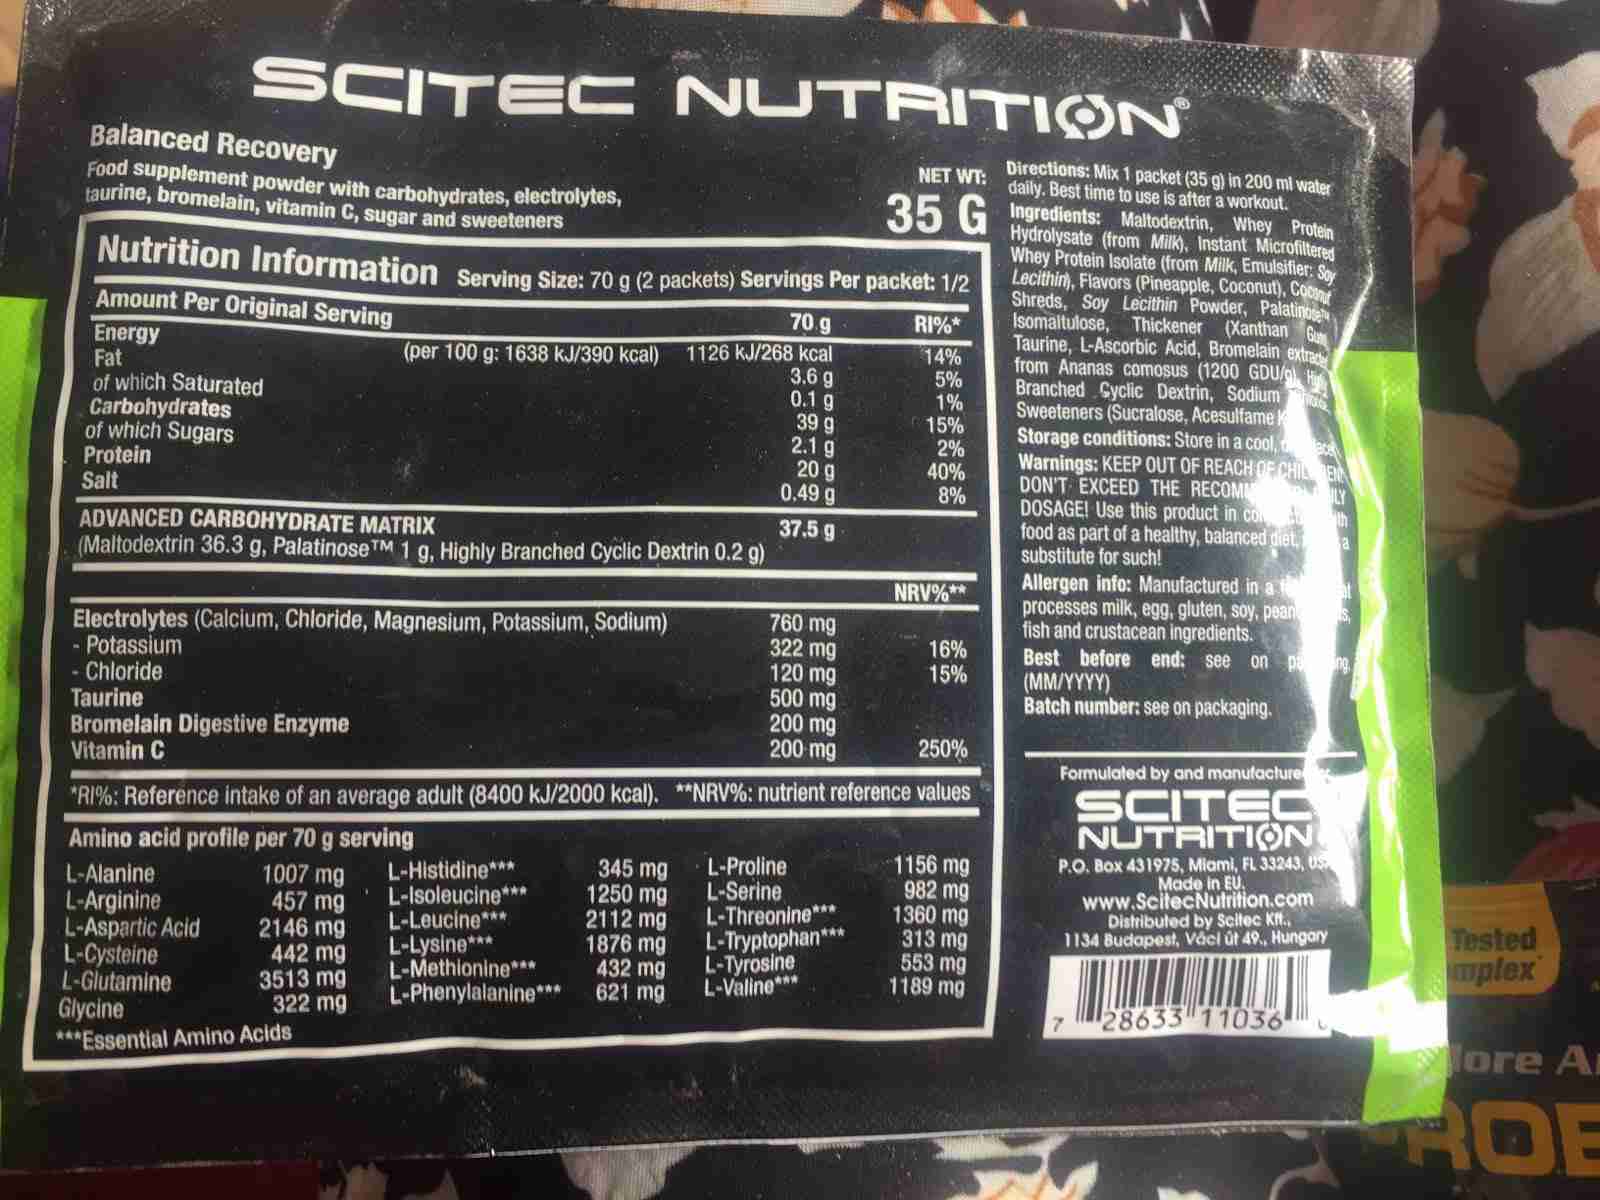 SCITEC NUTRITION®
Balanced Recovery
Food supplement powder with carbohydrates, electrolytes,
taurine, bromelain, vitamin C, sugar and sweeteners
NET WT:
35 G
Nutrition Information Serving Size: 70 g (2 packets) Servings Per packet: 1/2
Amount Per Original Serving 70 g RI%*
Energy (per 100 g: 1638 kJ/390 kcal) 1126 kJ/268 kcal 14%
Fat 3.6 g 5%
of which Saturated 0.1 g 1%
Carbohydrates 39 g 15%
of which Sugars 2.1 g 2%
Protein 20 g 40%
Salt 0.49 g 8%
ADVANCED CARBOHYDRATE MATRIX 37.5 g
(Maltodextrin 36.3 g, Palatinose™ 1 g, Highly Branched Cyclic Dextrin 0.2 g)
NRV%**
Electrolytes (Calcium, Chloride, Magnesium, Potassium, Sodium) 760 mg
- Potassium 322 mg 16%
- Chloride 120 mg 15%
Taurine 500 mg
Bromelain Digestive Enzyme 200 mg
Vitamin C 200 mg 250%
*RI%: Reference intake of an average adult (8400 kJ/2000 kcal). **NRV%: nutrient reference values
Amino acid profile per 70 g serving
L-Alanine 1007 mg L-Histidine*** 345 mg L-Proline 1156 mg
L-Arginine 457 mg L-Isoleucine*** 1250 mg L-Serine 982 mg
L-Aspartic Acid 2146 mg L-Leucine*** 2112 mg L-Threonine*** 1360 mg
L-Cysteine 442 mg L-Lysine*** 1876 mg L-Tryptophan*** 313 mg
L-Glutamine 3513 mg L-Methionine*** 432 mg L-Tyrosine 553 mg
Glycine 322 mg L-Phenylalanine*** 621 mg L-Valine*** 1189 mg
***Essential Amino Acids
Directions: Mix 1 packet (35 g) in 200 ml water
daily. Best time to use is after a workout.
Ingredients: Maltodextrin, Whey Protein
Hydrolysate (from Milk), Instant Microfiltered
Whey Protein Isolate (from Milk, Emulsifier: Soy
Lecithin), Flavors (Pineapple, Coconut), Coconut
Shreds, Soy Lecithin Powder, Palatinose™
Isomaltulose, Thickener (Xanthan Gum)
Taurine, L-Ascorbic Acid, Bromelain extracted
from Ananas comosus (1200 GDU/g), Highly
Branched Cyclic Dextrin, Sodium
Sweeteners (Sucralose, Acesulfame K
Storage conditions: Store in a cool,
Warnings: KEEP OUT OF REACH OF
DON'T EXCEED THE
DOSAGE! Use this product in
food as part of a healthy, balanced diet, a
substitute for such!
Allergen info: Manufactured in a
processes milk, egg, gluten, soy,
fish and crustacean ingredients.
Best before end: see on
(MM/YYYY)
Batch number: see on packaging.
Formulated by and
SCITEC
NUTRITION
P.O. Box 431975, Miami, FL 33243,
Made in EU.
www.ScitecNutrition.com
Distributed by Scitec Kft.,
1134 Budapest, Váci út 49., Hungary
7 28633 11036
Tested